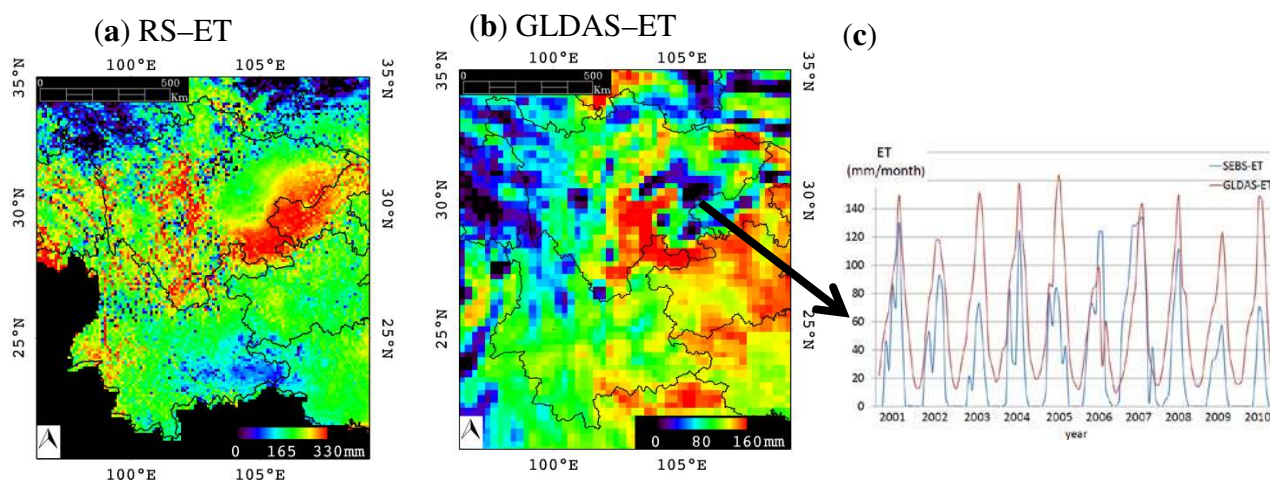 (a) RS–ET
(b) GLDAS–ET
(c)
100°E 105°E
35°N
30°N
25°N
0 500
Km
35°N
30°N
25°N
0 165 330mm
100°E 105°E
100°E 105°E
35°N
30°N
25°N
0 500
Km
35°N
30°N
25°N
0 80 160mm
100°E 105°E
ET
(mm/month)
SEBS-ET
GLDAS-ET
140
120
100
80
60
40
20
0
2001 2002 2003 2004 2005 2006 2007 2008 2009 2010
year